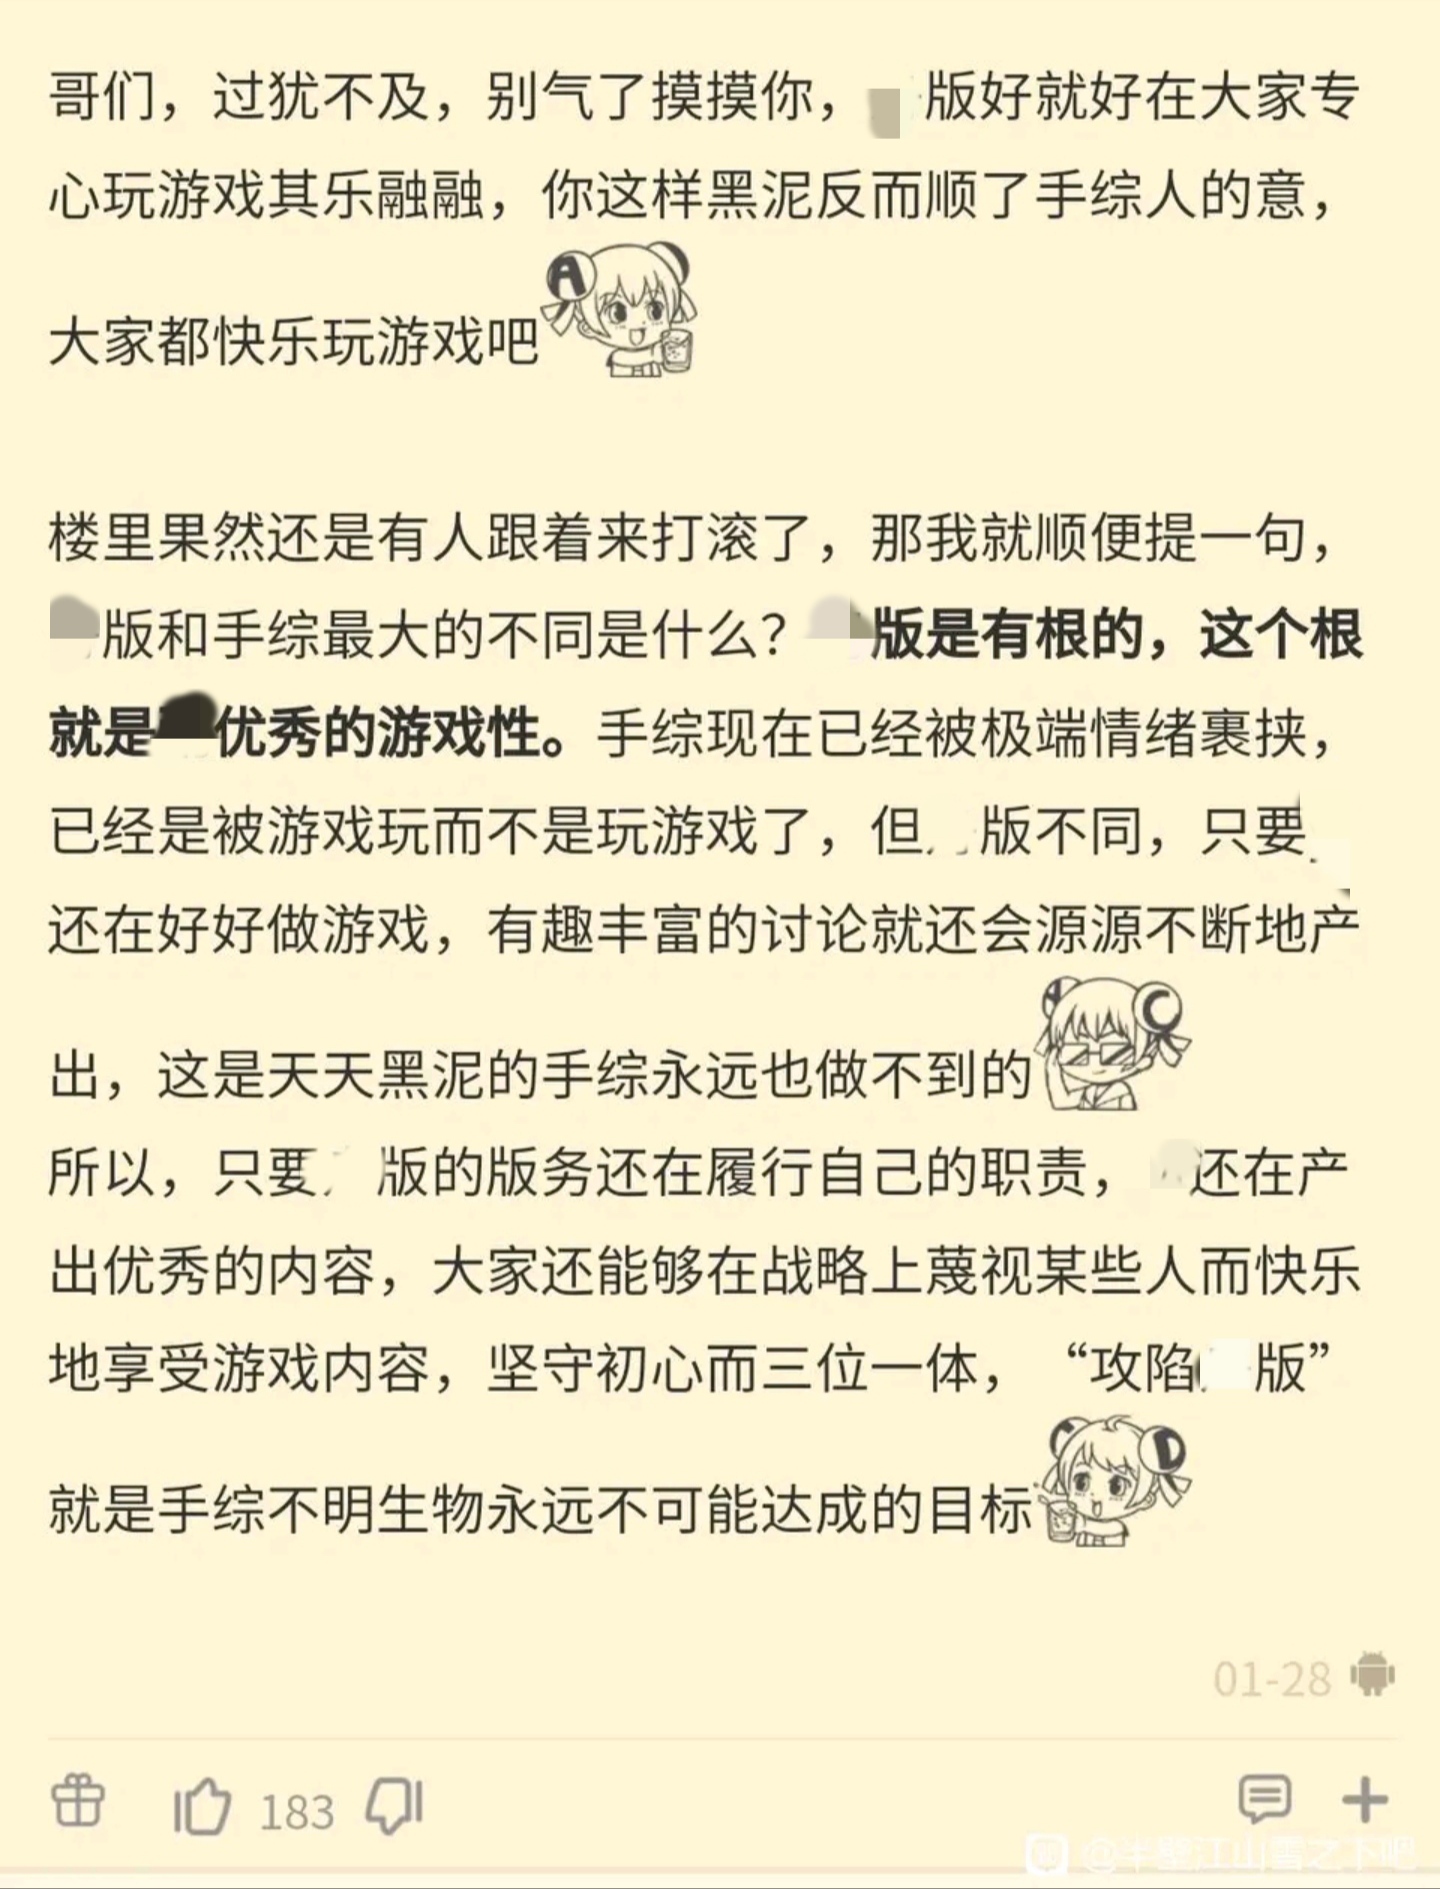 哥们，过犹不及，别气了摸摸你， 版好就好在大家专
心玩游戏其乐融融，你这样黑泥反而顺了手综人的意，
A
大家都快乐玩游戏吧
楼里果然还是有人跟着来打滚了，那我就顺便提一句，
版和手综最大的不同是什么？ 版是有根的，这个根
就是 优秀的游戏性。手综现在已经被极端情绪裹挟，
已经是被游戏玩而不是玩游戏了，但 版不同，只要
还在好好做游戏，有趣丰富的讨论就还会源源不断地产
C
出，这是天天黑泥的手综永远也做不到的
所以，只要 版的版务还在履行自己的职责， 还在产
出优秀的内容，大家还能够在战略上蔑视某些人而快乐
地享受游戏内容，坚守初心而三位一体，“攻陷 版”
D
就是手综不明生物永远不可能达成的目标
01-28
183
@半壁江山雪之下吧